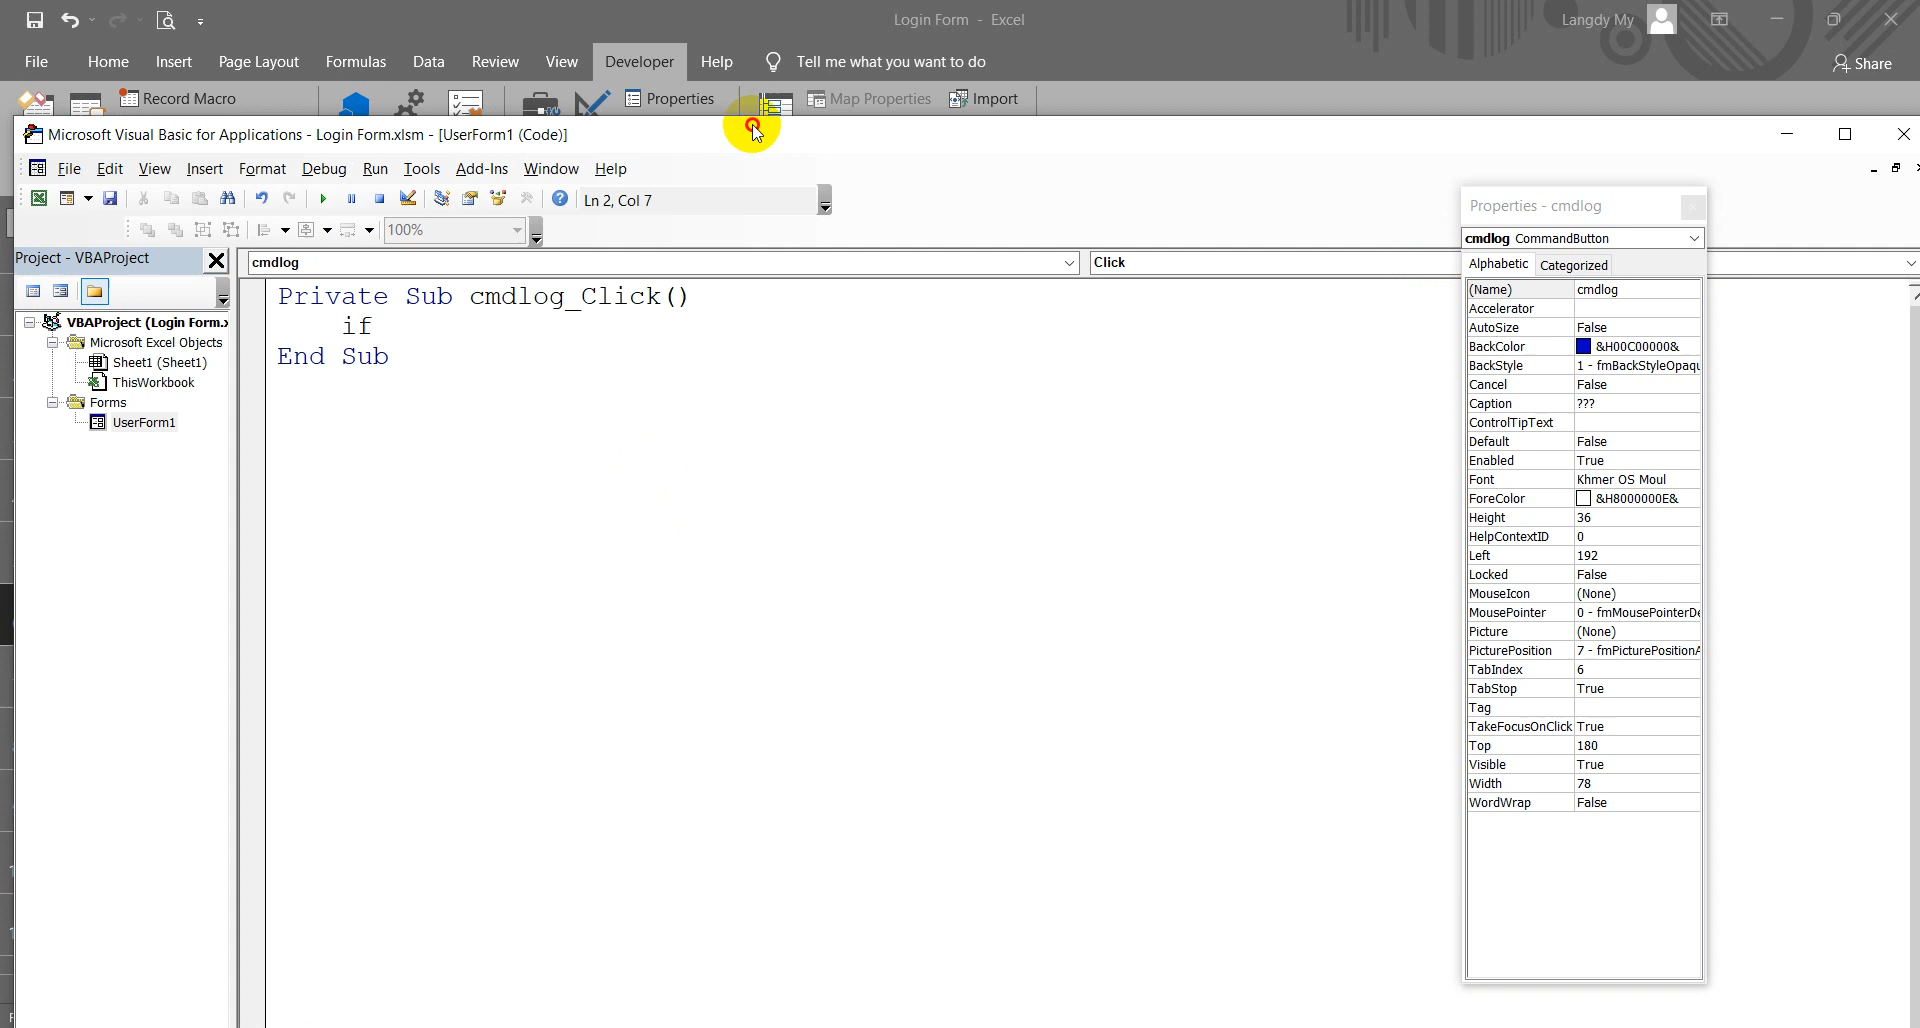 Login Form - Excel
Langdy My
File Home Insert Page Layout Formulas Data Review View Developer Help Tell me what you want to do Share
Record Macro Properties Map Properties Import
Microsoft Visual Basic for Applications - Login Form.xlsm - [UserForm1 (Code)]
File Edit View Insert Format Debug Run Tools Add-Ins Window Help
Ln 2, Col 7
100%
Project - VBAProject
VBAProject (Login Form.x
Microsoft Excel Objects
Sheet1 (Sheet1)
ThisWorkbook
Forms
UserForm1
cmdlog Click
Private Sub cmdlog_Click()
if
End Sub
Properties - cmdlog
cmdlog CommandButton
Alphabetic Categorized
(Name) cmdlog
Accelerator
AutoSize False
BackColor &H00C00000&
BackStyle 1 - fmBackStyleOpaqu
Cancel False
Caption ???
ControlTipText
Default False
Enabled True
Font Khmer OS Moul
ForeColor &H8000000E&
Height 36
HelpContextID 0
Left 192
Locked False
MouseIcon (None)
MousePointer 0 - fmMousePointerDe
Picture (None)
PicturePosition 7 - fmPicturePositionA
TabIndex 6
TabStop True
Tag
TakeFocusOnClick True
Top 180
Visible True
Width 78
WordWrap False